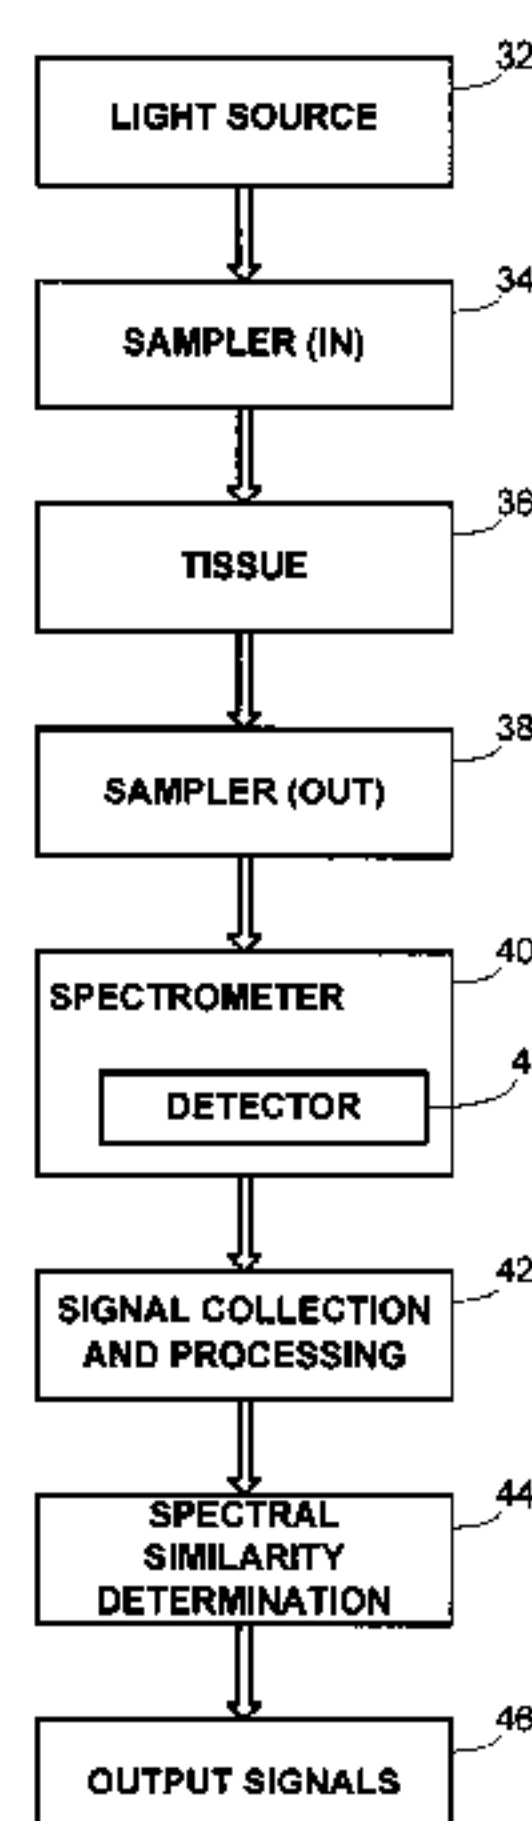 32
LIGHT SOURCE
34
SAMPLER (IN)
36
TISSUE
38
SAMPLER (OUT)
40
SPECTROMETER
4
DETECTOR
42
SIGNAL COLLECTION
AND PROCESSING
44
SPECTRAL
SIMILARITY
DETERMINATION
46
OUTPUT SIGNALS